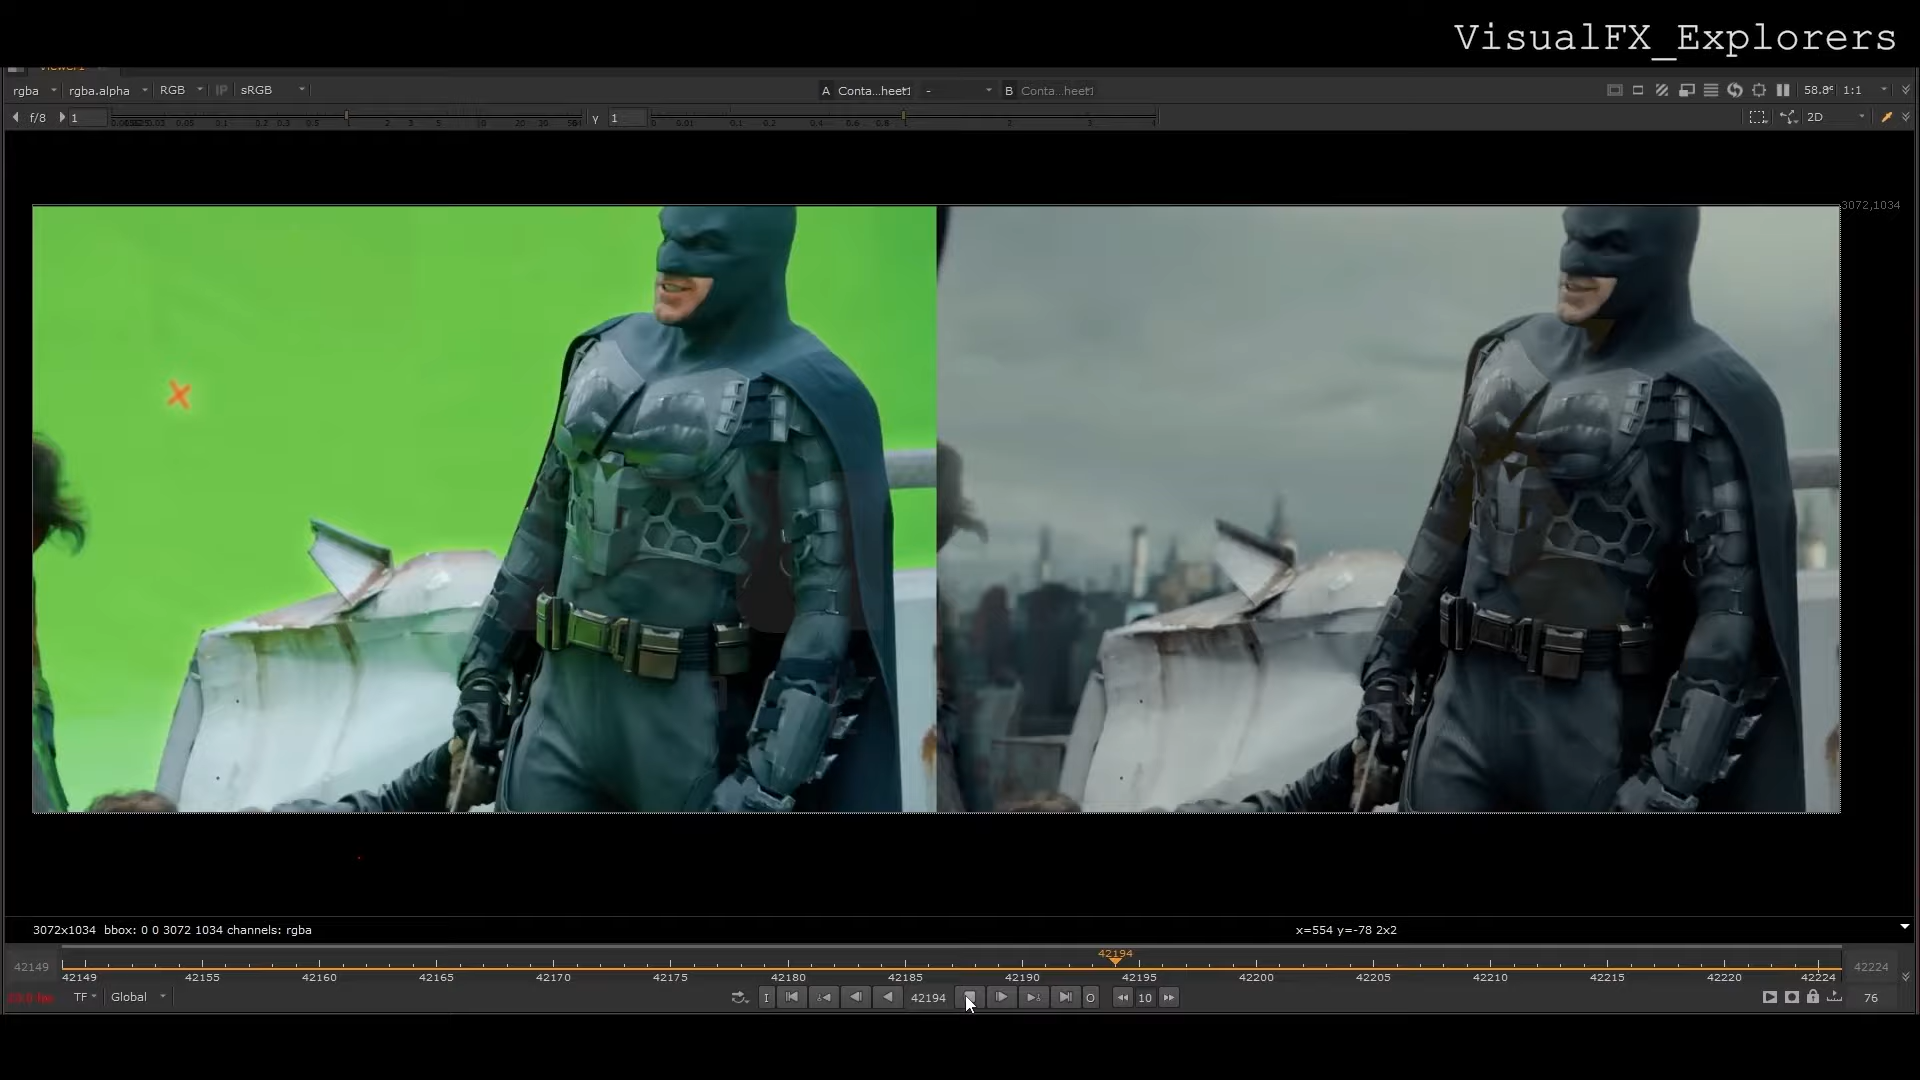 VisualFX_Explorers
Viewer1
rgba rgba.alpha RGB IP sRGB A Conta...heet1 - B Conta...heet1 1:1
f/8 1 γ 1 2D
3072,1034
3072x1034 bbox: 0 0 3072 1034 channels: rgba x=554 y=-78 2x2
42194
42149 42149 42155 42160 42165 42170 42175 42180 42185 42190 42195 42200 42205 42210 42215 42220 42224 42224
TF Global I 42194 O 10 76